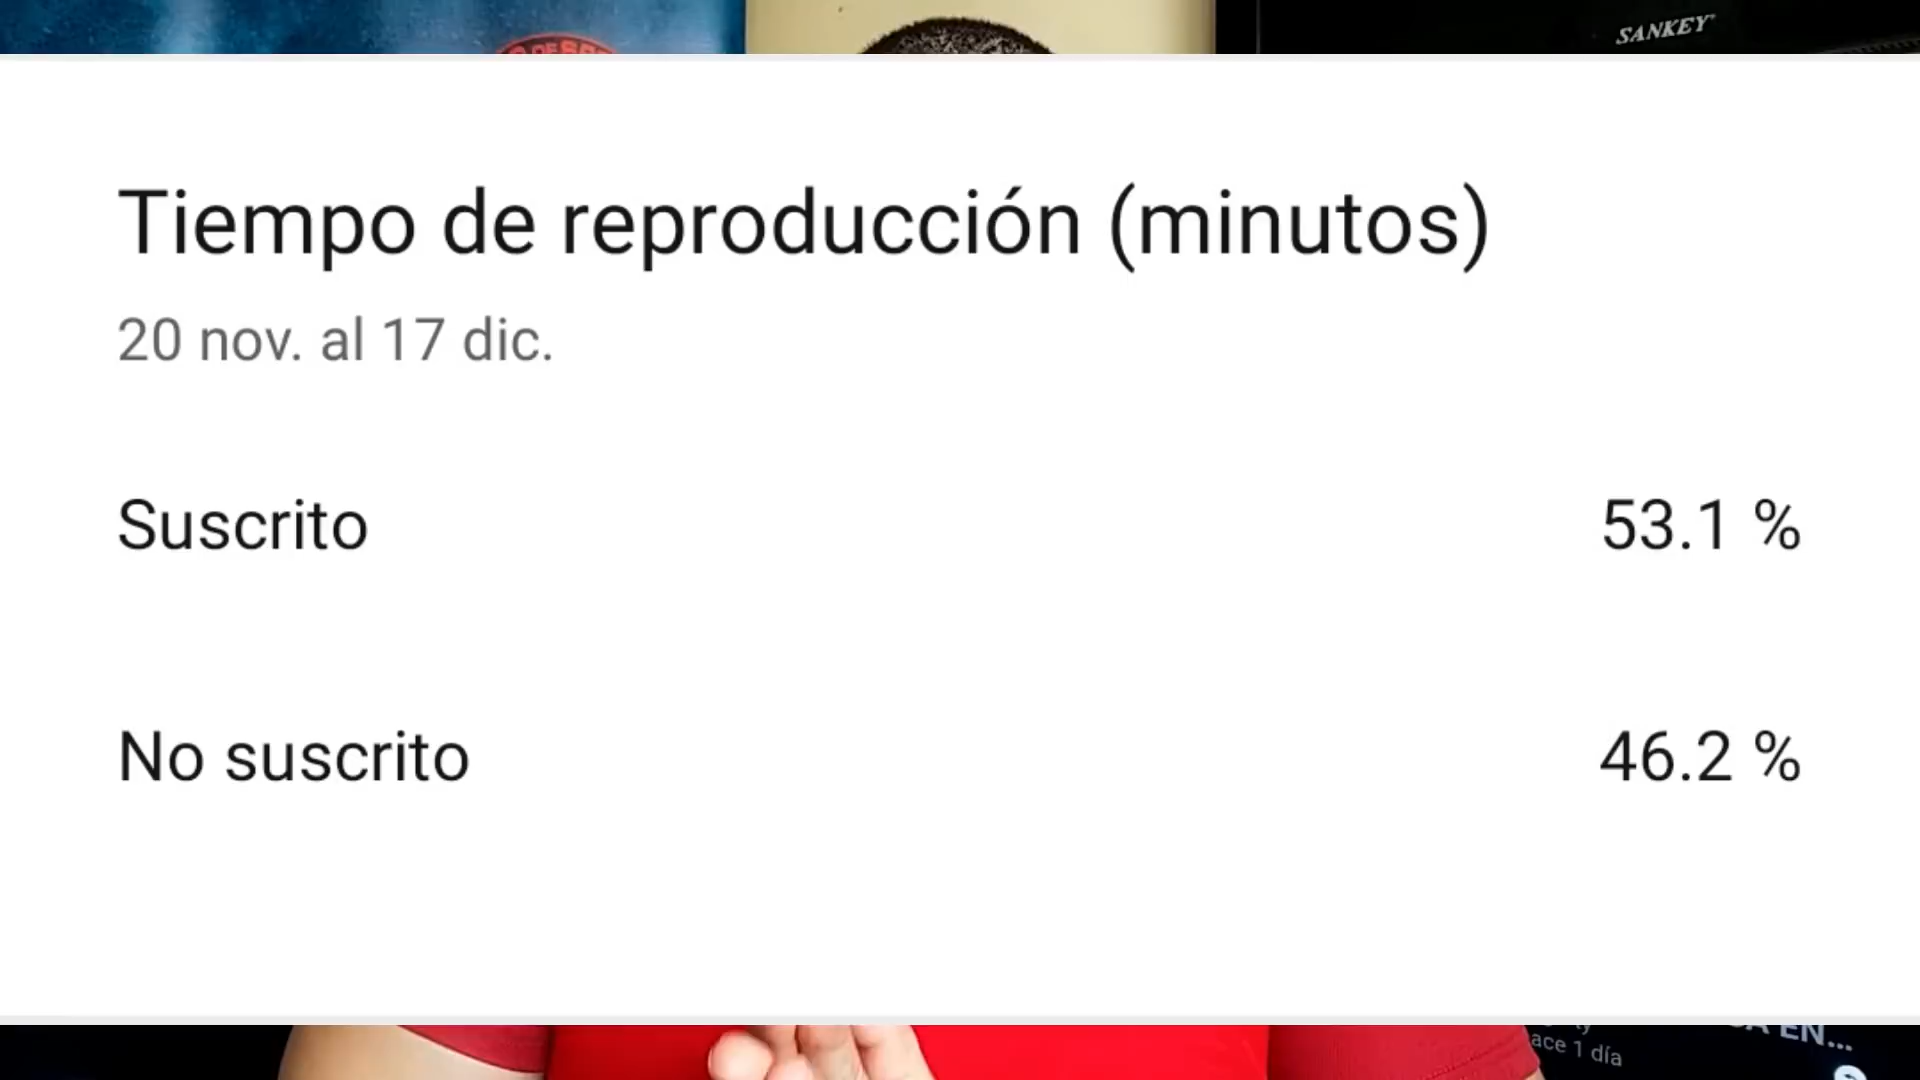 SANKEY
Tiempo de reproducción (minutos)
20 nov. al 17 dic.
Suscrito 53.1 %
No suscrito 46.2 %
EN...
ace 1 día